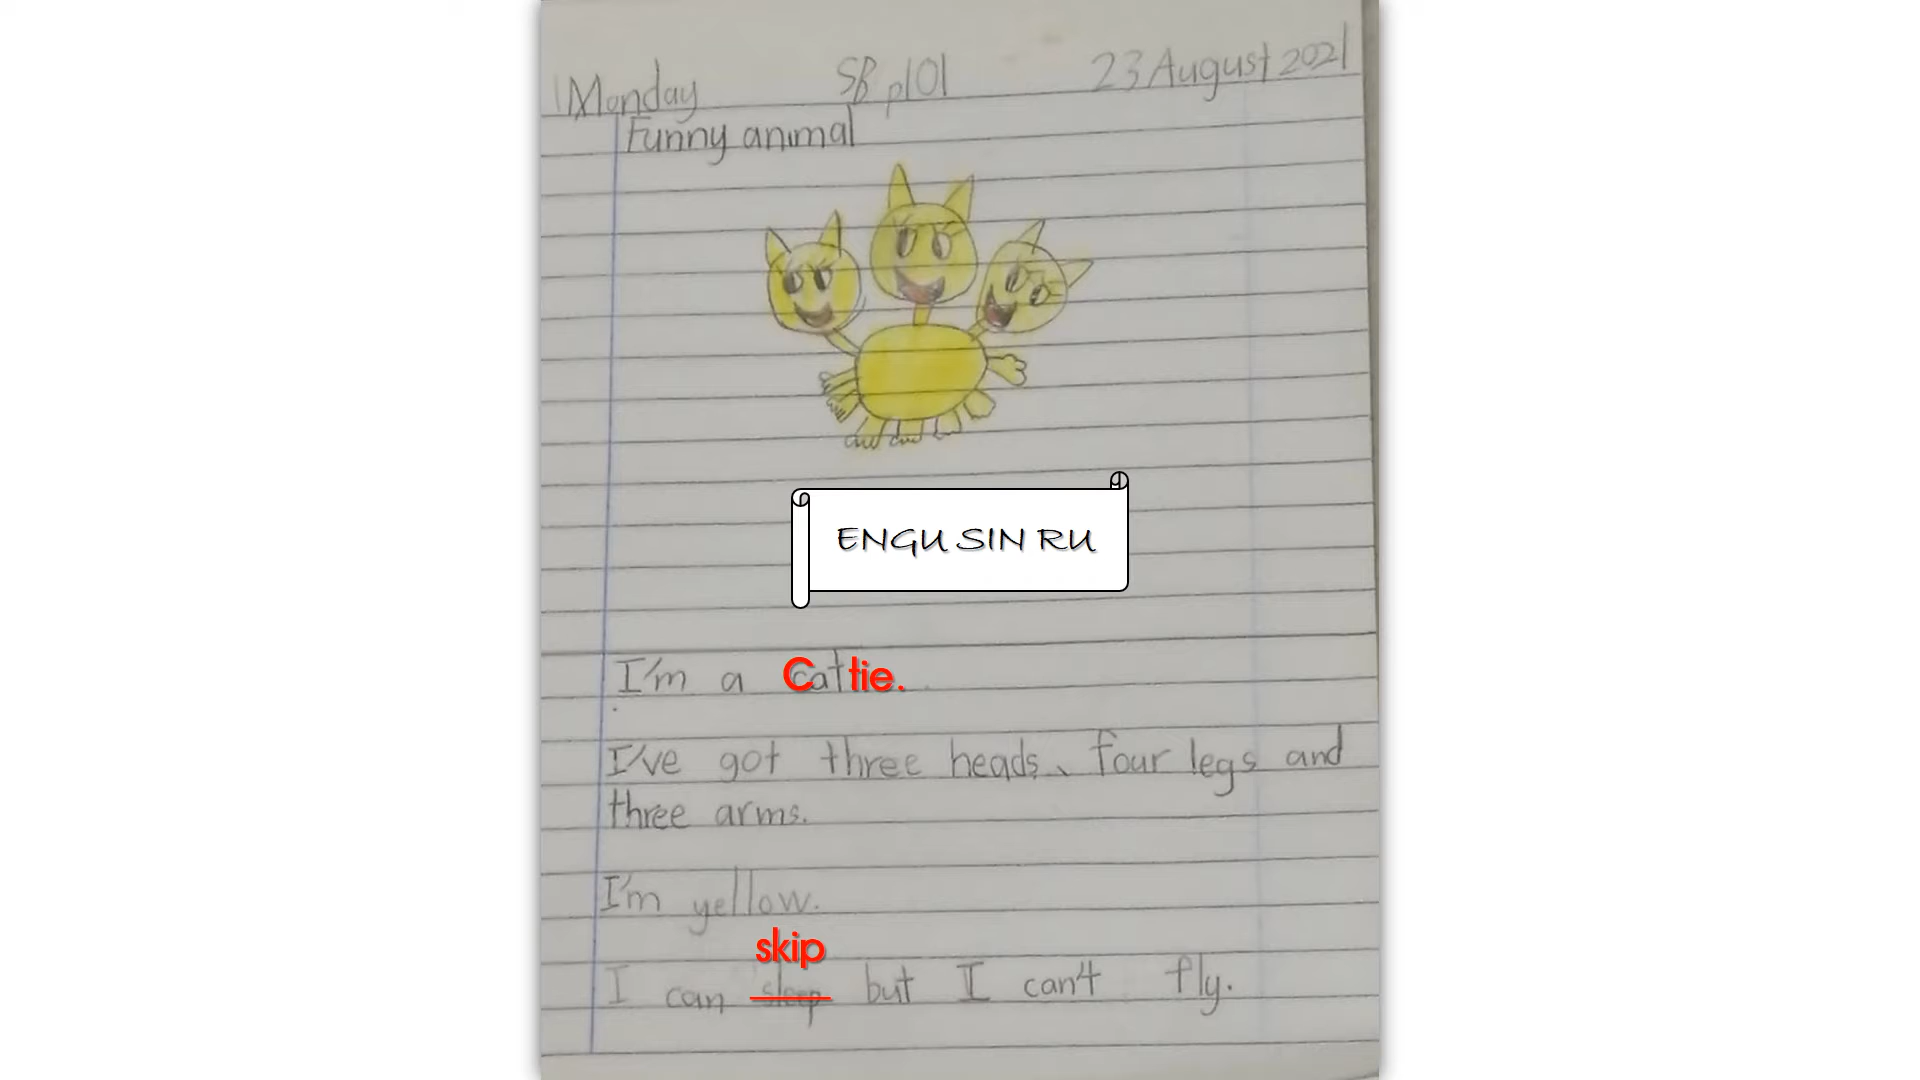 Monday SB p101 23 August 2021
Funny animal
ENGU SIN RU
I'm a Cattie.
I've got three heads、four legs and
three arms.
I'm yellow.
skip
I can sleep but I can't fly.